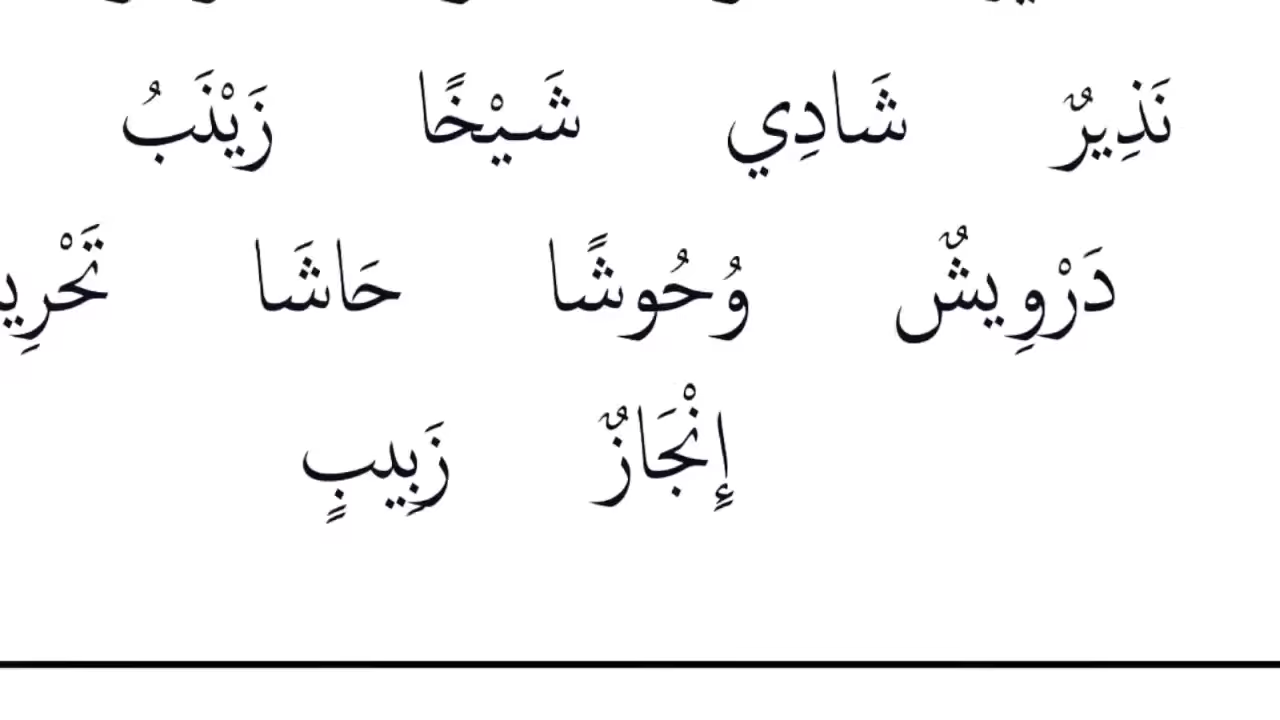 نَذِيرٌ شَادِي شَيْخًا زَيْنَبُ
دَرْوِيشٌ وُحُوشًا حَاشَا
إِنْجَازٌ زَبِيبٍ